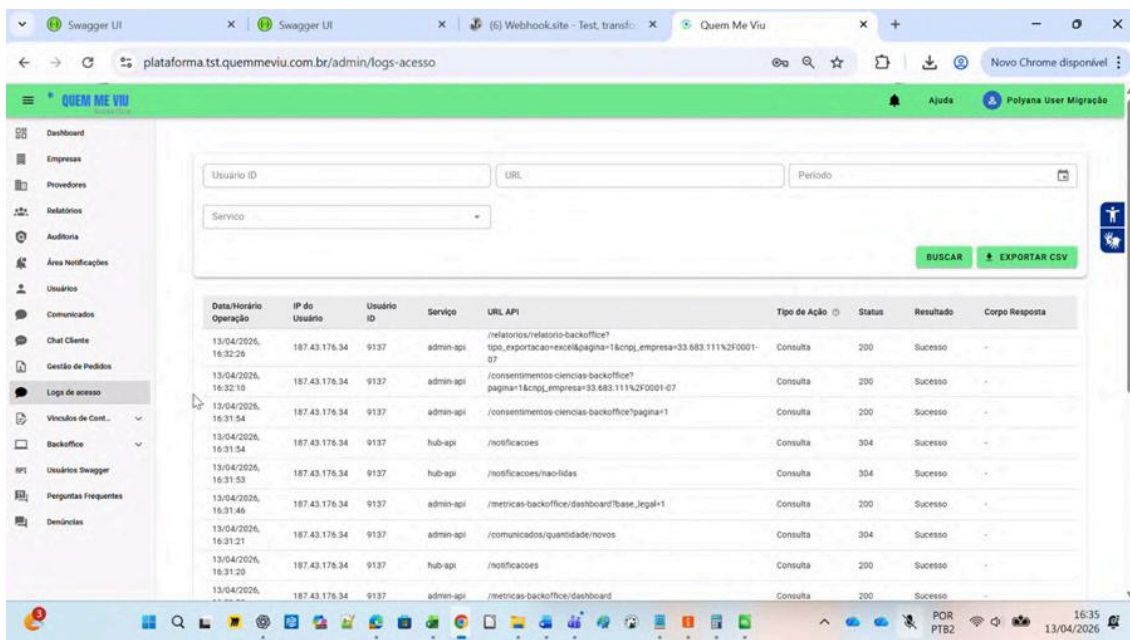 Swagger UI
Swagger UI
(6) Webhook.site - Test, transfo
Quem Me Viu
plataforma.tst.quemmeviu.com.br/admin/logs-acesso
Novo Chrome disponível
QUEM ME VIU
Ajuda
Polyana User Migração
Dashboard
Empresas
Provedores
Relatórios
Auditoria
Área Notificações
Usuários
Comunicados
Chat Cliente
Gestão de Pedidos
Logs de acesso
Vínculos de Cont...
Backoffice
API Usuários Swagger
Perguntas Frequentes
Denúncias
Usuário ID
URL
Período
Serviço
BUSCAR
EXPORTAR CSV
Data/Horário Operação IP do Usuário Usuário ID Serviço URL API Tipo de Ação Status Resultado Corpo Resposta
13/04/2026, 16:32:26 187.43.176.34 9137 admin-api /relatorios/relatorio-backoffice?tipo_exportacao=excel&pagina=1&cnpj_empresa=33.683.111%2F0001-07 Consulta 200 Sucesso -
13/04/2026, 16:32:10 187.43.176.34 9137 admin-api /consentimentos-ciencias-backoffice?pagina=1&cnpj_empresa=33.683.111%2F0001-07 Consulta 200 Sucesso -
13/04/2026, 16:31:54 187.43.176.34 9137 admin-api /consentimentos-ciencias-backoffice?pagina=1 Consulta 200 Sucesso -
13/04/2026, 16:31:54 187.43.176.34 9137 hub-api /notificacoes Consulta 304 Sucesso -
13/04/2026, 16:31:53 187.43.176.34 9137 hub-api /notificacoes/nao-lidas Consulta 304 Sucesso -
13/04/2026, 16:31:46 187.43.176.34 9137 admin-api /metricas-backoffice/dashboard?base_legal=1 Consulta 200 Sucesso -
13/04/2026, 16:31:21 187.43.176.34 9137 admin-api /comunicados/quantidade/novos Consulta 304 Sucesso -
13/04/2026, 16:31:20 187.43.176.34 9137 hub-api /notificacoes Consulta 200 Sucesso -
13/04/2026, 187.43.176.34 9137 admin-api /metricas-backoffice/dashboard Consulta 200 Sucesso -
3
POR
PTB2
16:35
13/04/2026